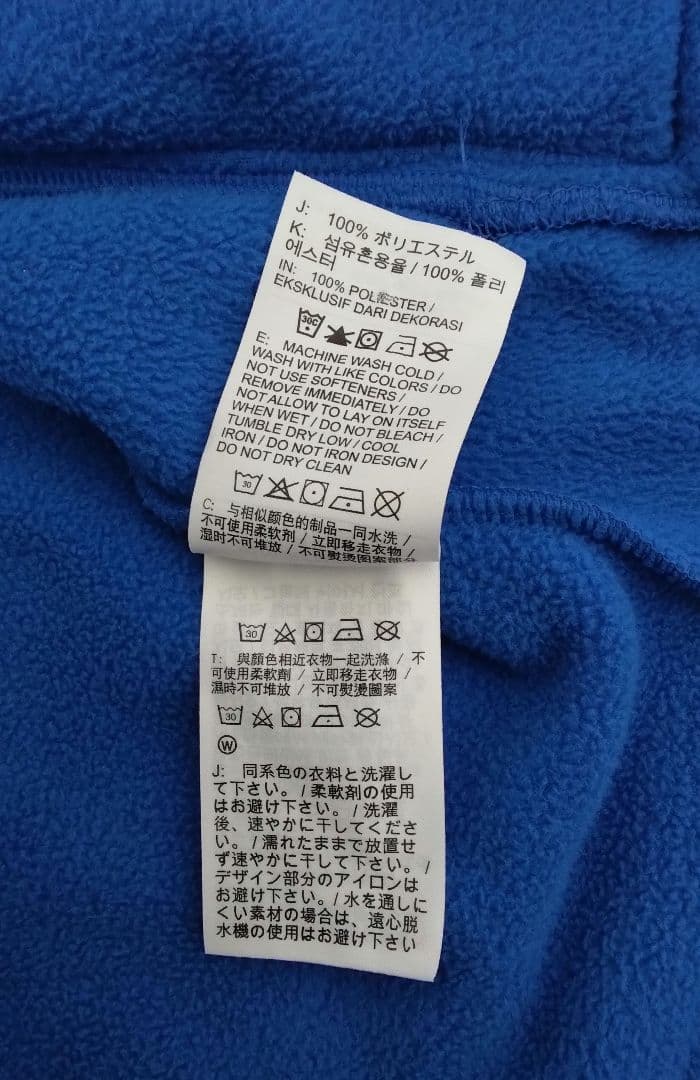 J: 100% ポリエステル
K: 섬유혼용율 / 100% 폴리
에스터
IN: 100% POLIESTER /
EKSKLUSIF DARI DEKORASI
30C
E: MACHINE WASH COLD /
WASH WITH LIKE COLORS / DO
NOT USE SOFTENERS /
REMOVE IMMEDIATELY / DO
NOT ALLOW TO LAY ON ITSELF
WHEN WET / DO NOT BLEACH /
TUMBLE DRY LOW / COOL
IRON / DO NOT IRON DESIGN /
DO NOT DRY CLEAN
30
C: 与相似颜色的制品一同水洗 /
不可使用柔软剂 / 立即移走衣物 /
湿时不可堆放 / 不可熨烫图案部分
30
T: 與顏色相近衣物一起洗滌 / 不
可使用柔軟劑 / 立即移走衣物 /
濕時不可堆放 / 不可熨燙圖案
30
W
J: 同系色の衣料と洗濯し
て下さい。 / 柔軟剤の使用
はお避け下さい。 / 洗濯
後、速やかに干してくださ
い。 / 濡れたままで放置せ
ず速やかに干して下さい。 /
デザイン部分のアイロンは
お避け下さい。 / 水を通しに
くい素材の場合は、遠心脱
水機の使用はお避け下さい